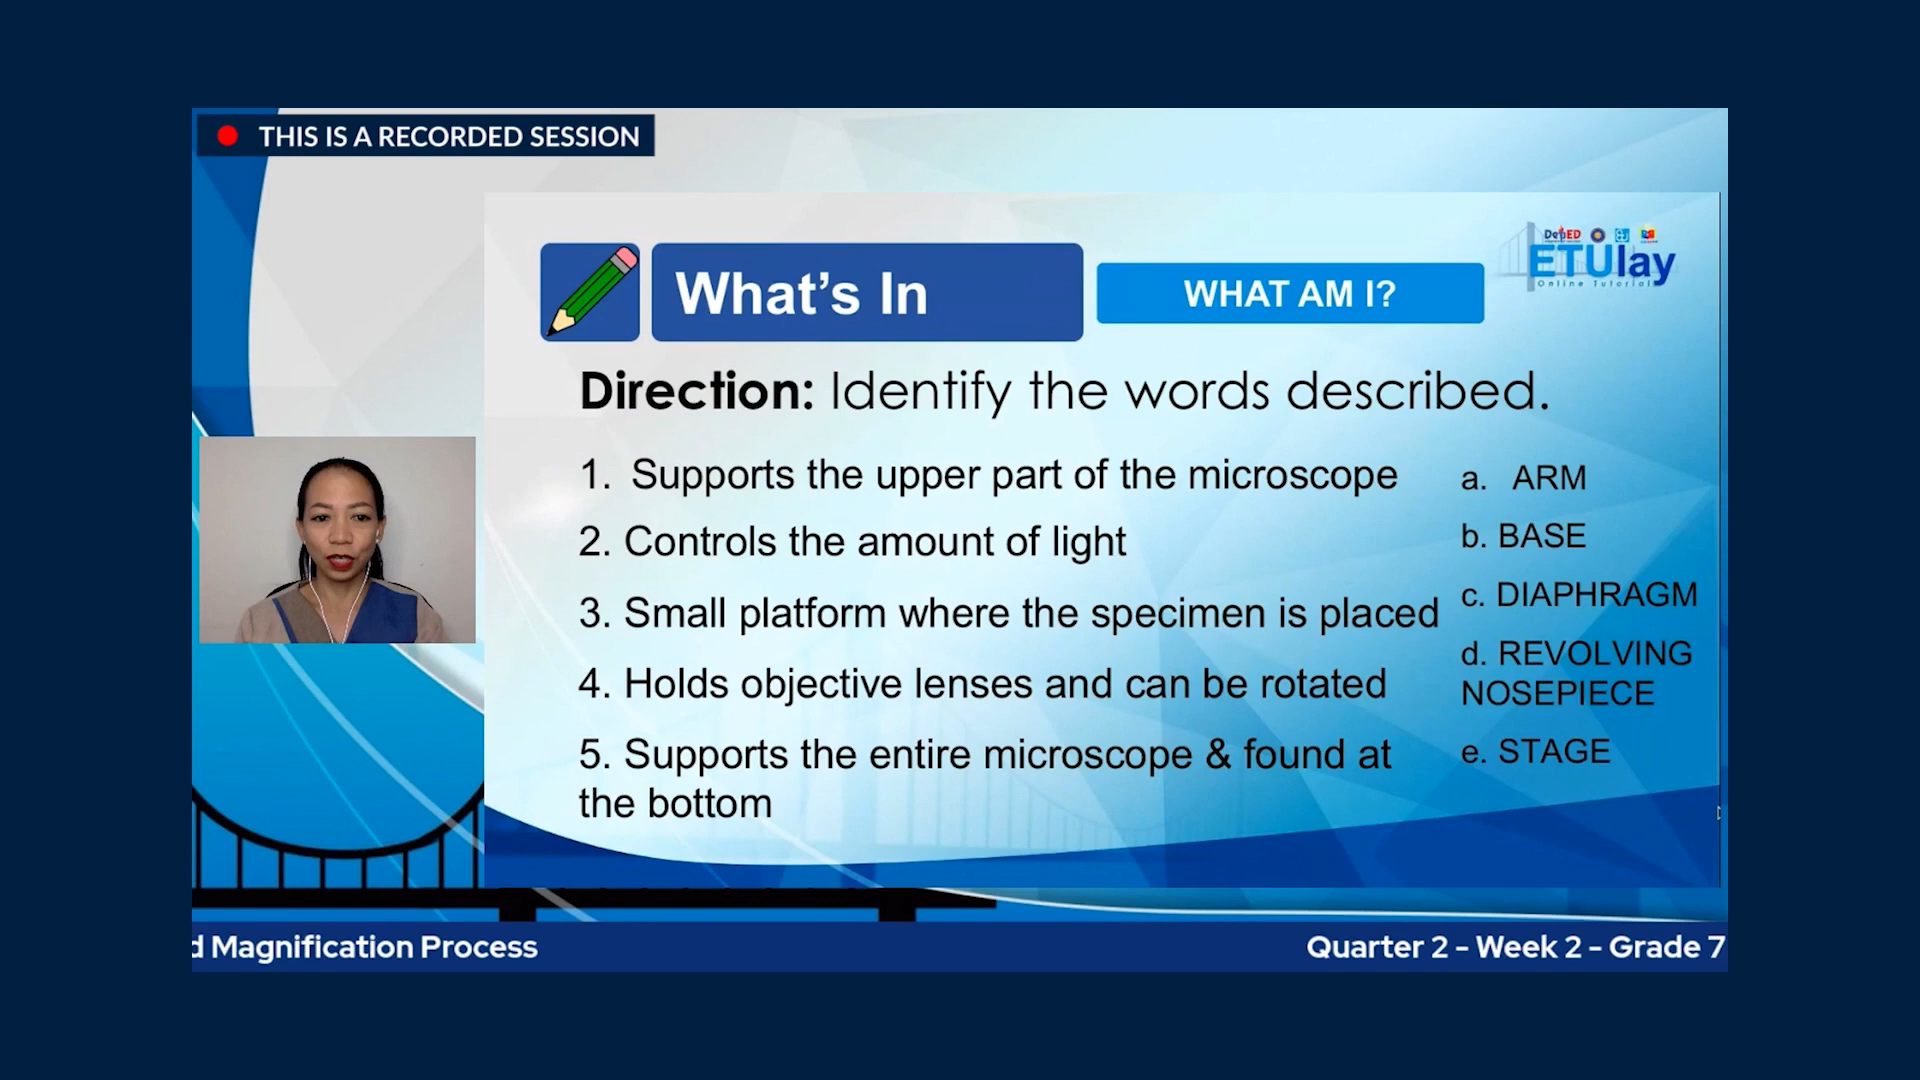 THIS IS A RECORDED SESSION
What's In
WHAT AM I?
DepED
ETUlay
Online Tutorial
Direction: Identify the words described.
1. Supports the upper part of the microscope
2. Controls the amount of light
3. Small platform where the specimen is placed
4. Holds objective lenses and can be rotated
5. Supports the entire microscope & found at
the bottom
a. ARM
b. BASE
c. DIAPHRAGM
d. REVOLVING
NOSEPIECE
e. STAGE
d Magnification Process
Quarter 2 - Week 2 - Grade 7